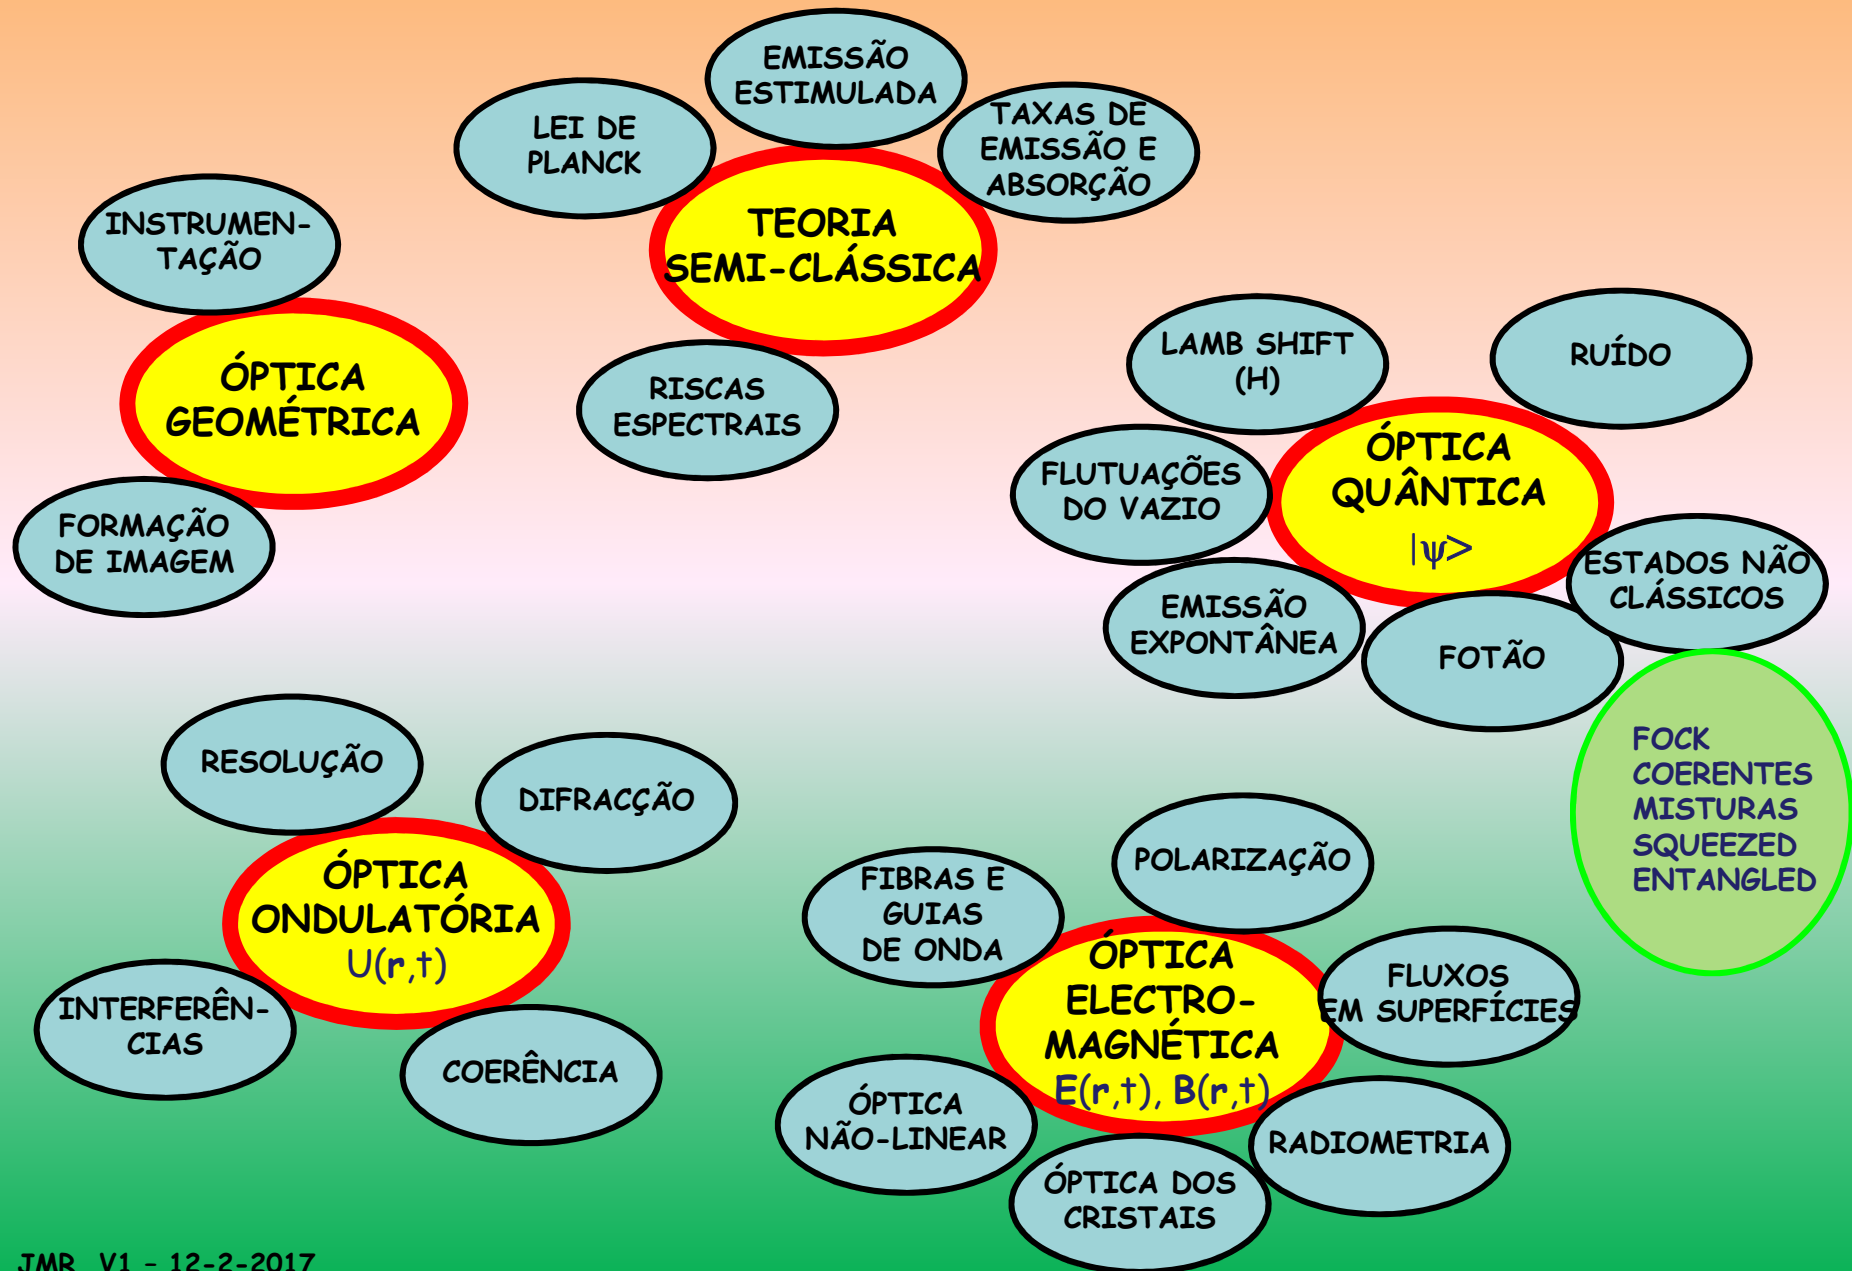 EMISSÃO
ESTIMULADA
LEI DE
PLANCK
TAXAS DE
EMISSÃO E
ABSORÇÃO
TEORIA
SEMI-CLÁSSICA
RISCAS
ESPECTRAIS
INSTRUMEN-
TAÇÃO
ÓPTICA
GEOMÉTRICA
FORMAÇÃO
DE IMAGEM
LAMB SHIFT
(H)
RUÍDO
FLUTUAÇÕES
DO VAZIO
ÓPTICA
QUÂNTICA
|ψ>
ESTADOS NÃO
CLÁSSICOS
EMISSÃO
EXPONTÂNEA
FOTÃO
FOCK
COERENTES
MISTURAS
SQUEEZED
ENTANGLED
RESOLUÇÃO
DIFRACÇÃO
ÓPTICA
ONDULATÓRIA
U(r,t)
INTERFERÊN-
CIAS
COERÊNCIA
POLARIZAÇÃO
FIBRAS E
GUIAS
DE ONDA
ÓPTICA
ELECTRO-
MAGNÉTICA
E(r,t), B(r,t)
FLUXOS
EM SUPERFÍCIES
ÓPTICA
NÃO-LINEAR
RADIOMETRIA
ÓPTICA DOS
CRISTAIS
JMR V1 - 12-2-2017